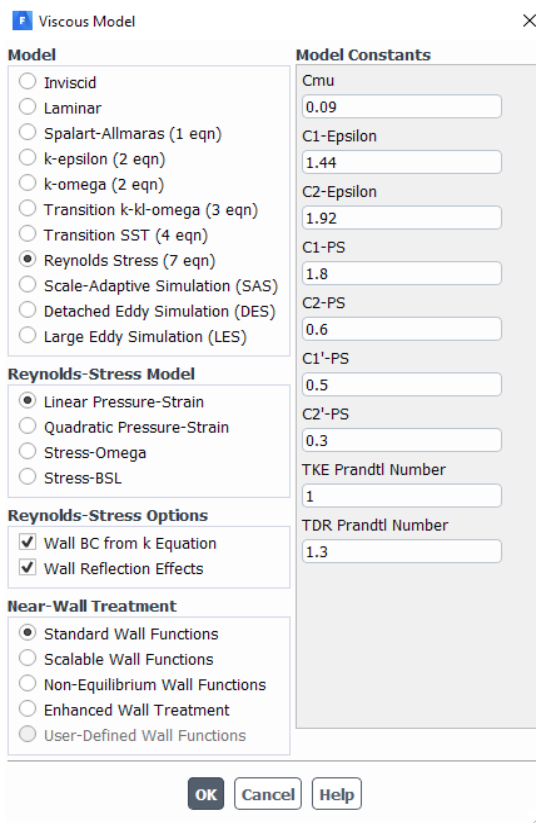 F Viscous Model
Model
Inviscid
Laminar
Spalart-Allmaras (1 eqn)
k-epsilon (2 eqn)
k-omega (2 eqn)
Transition k-kl-omega (3 eqn)
Transition SST (4 eqn)
Reynolds Stress (7 eqn)
Scale-Adaptive Simulation (SAS)
Detached Eddy Simulation (DES)
Large Eddy Simulation (LES)
Reynolds-Stress Model
Linear Pressure-Strain
Quadratic Pressure-Strain
Stress-Omega
Stress-BSL
Reynolds-Stress Options
Wall BC from k Equation
Wall Reflection Effects
Near-Wall Treatment
Standard Wall Functions
Scalable Wall Functions
Non-Equilibrium Wall Functions
Enhanced Wall Treatment
User-Defined Wall Functions
Model Constants
Cmu
0.09
C1-Epsilon
1.44
C2-Epsilon
1.92
C1-PS
1.8
C2-PS
0.6
C1'-PS
0.5
C2'-PS
0.3
TKE Prandtl Number
1
TDR Prandtl Number
1.3
OK Cancel Help